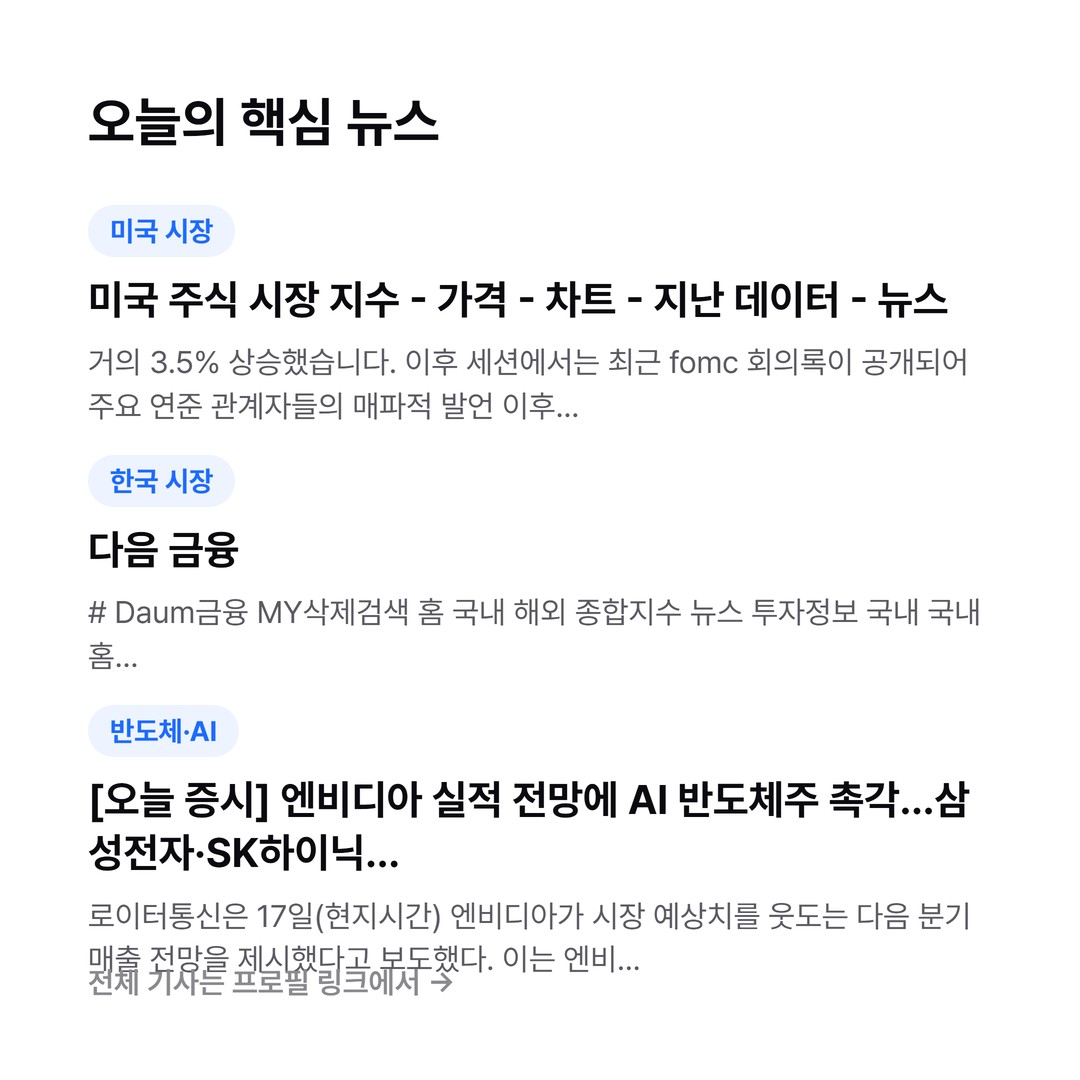 오늘의 핵심 뉴스
미국 시장
미국 주식 시장 지수 - 가격 - 차트 - 지난 데이터 - 뉴스
거의 3.5% 상승했습니다. 이후 세션에서는 최근 fomc 회의록이 공개되어
주요 연준 관계자들의 매파적 발언 이후...
한국 시장
다음 금융
# Daum금융 MY삭제검색 홈 국내 해외 종합지수 뉴스 투자정보 국내 국내
홈...
반도체·AI
[오늘 증시] 엔비디아 실적 전망에 AI 반도체주 촉각...삼
성전자·SK하이닉...
로이터통신은 17일(현지시간) 엔비디아가 시장 예상치를 웃도는 다음 분기
매출 전망을 제시했다고 보도했다. 이는 엔비...
전체 기사는 프로필 링크에서 →